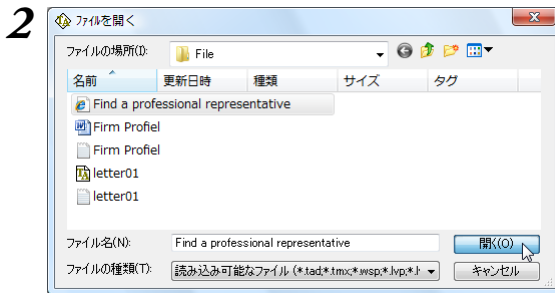 2
ファイルを開く
ファイルの場所(I): File
名前 更新日時 種類 サイズ タグ
Find a professional representative
Firm Profiel
Firm Profiel
letter01
letter01
ファイル名(N): Find a professional representative 開く(O)
ファイルの種類(T): 読み込み可能なファイル (*.tad;*.tmx;*.wsp;*.lvp;*.h キャンセル